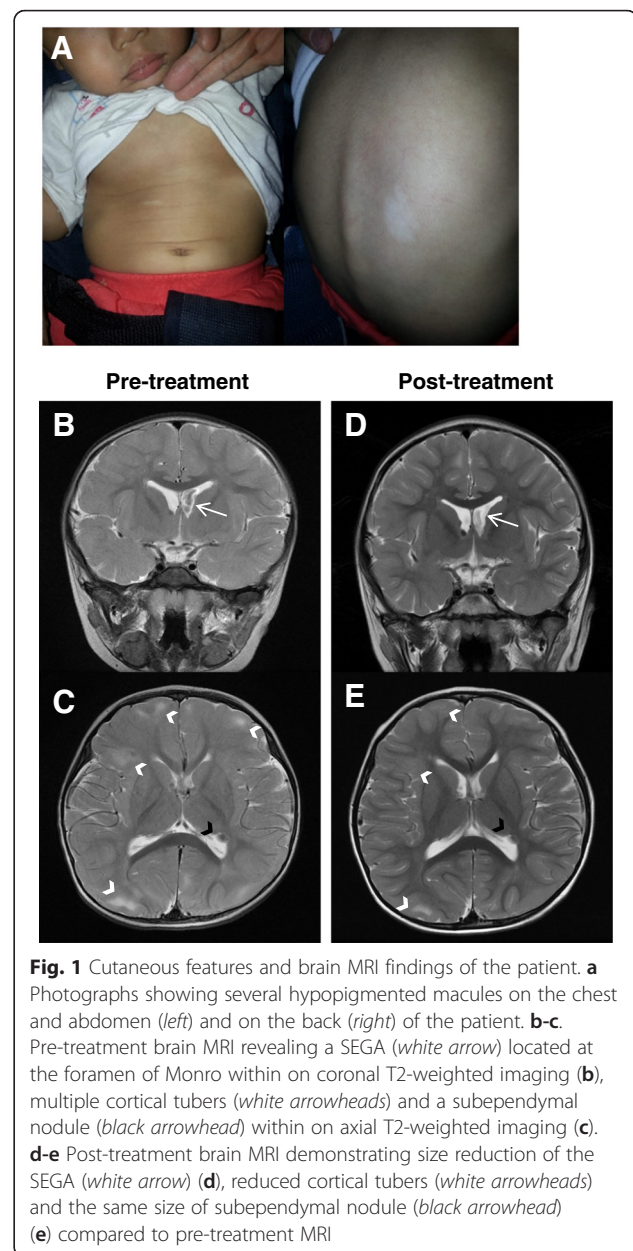 A
Pre-treatment
Post-treatment
B
D
C
E
Fig. 1 Cutaneous features and brain MRI findings of the patient. a
Photographs showing several hypopigmented macules on the chest
and abdomen (left) and on the back (right) of the patient. b-c.
Pre-treatment brain MRI revealing a SEGA (white arrow) located at
the foramen of Monro within on coronal T2-weighted imaging (b),
multiple cortical tubers (white arrowheads) and a subependymal
nodule (black arrowhead) within on axial T2-weighted imaging (c).
d-e Post-treatment brain MRI demonstrating size reduction of the
SEGA (white arrow) (d), reduced cortical tubers (white arrowheads)
and the same size of subependymal nodule (black arrowhead)
(e) compared to pre-treatment MRI